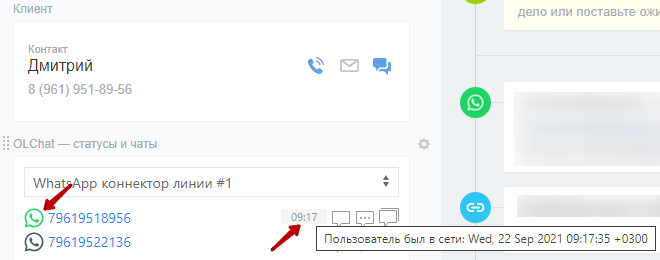 Клиент
дело или поставьте ожи
Контакт
Дмитрий
8 (961) 951-89-56
OLChat — статусы и чаты
WhatsApp коннектор линии #1
79619518956
09:17
79619522136
Пользователь был в сети: Wed, 22 Sep 2021 09:17:35 +0300